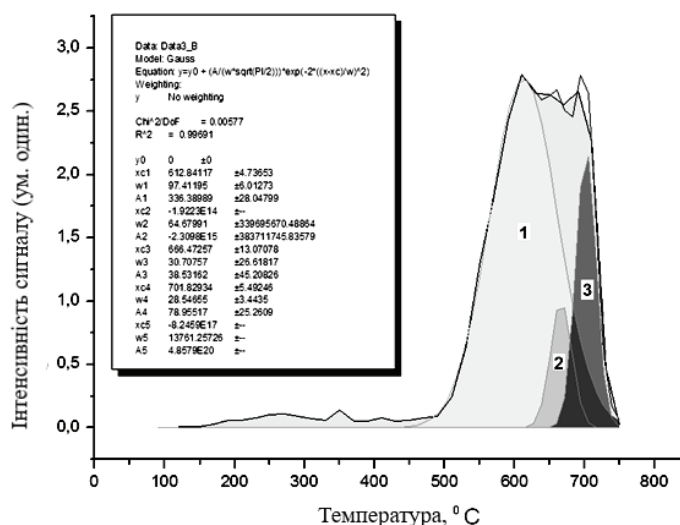 3,0
2,5
2,0
1,5
1,0
0,5
0,0
Інтенсивність сигналу (ум. один.)
Data: Data3_B
Model: Gauss
Equation: y=y0 + (A/(w*sqrt(PI/2)))*exp(-2*((x-xc)/w)^2)
Weighting:
y No weighting
Chi^2/DoF = 0.00577
R^2 = 0.99691
y0 0 ±0
xc1 612.84117 ±4.73653
w1 97.41195 ±6.01273
A1 336.38989 ±28.04799
xc2 -1.9223E14 ±--
w2 64.67991 ±339695670.48864
A2 -2.3098E15 ±383711745.83579
xc3 666.47257 ±13.07078
w3 30.70757 ±26.61817
A3 38.53162 ±45.20826
xc4 701.82934 ±5.49246
w4 28.54655 ±3.4435
A4 78.95517 ±25.2609
xc5 -8.2459E17 ±--
w5 13761.25726 ±--
A5 4.8579E20 ±--
1
2
3
0 100 200 300 400 500 600 700 800
Температура, ⁰ С